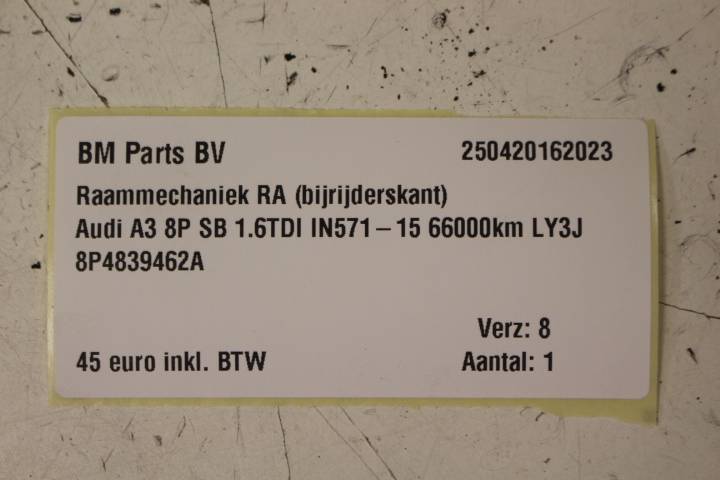 BM Parts BV 250420162023
Raammechaniek RA (bijrijderskant)
Audi A3 8P SB 1.6TDI IN571-15 66000km LY3J
8P4839462A
Verz: 8
45 euro inkl. BTW Aantal: 1